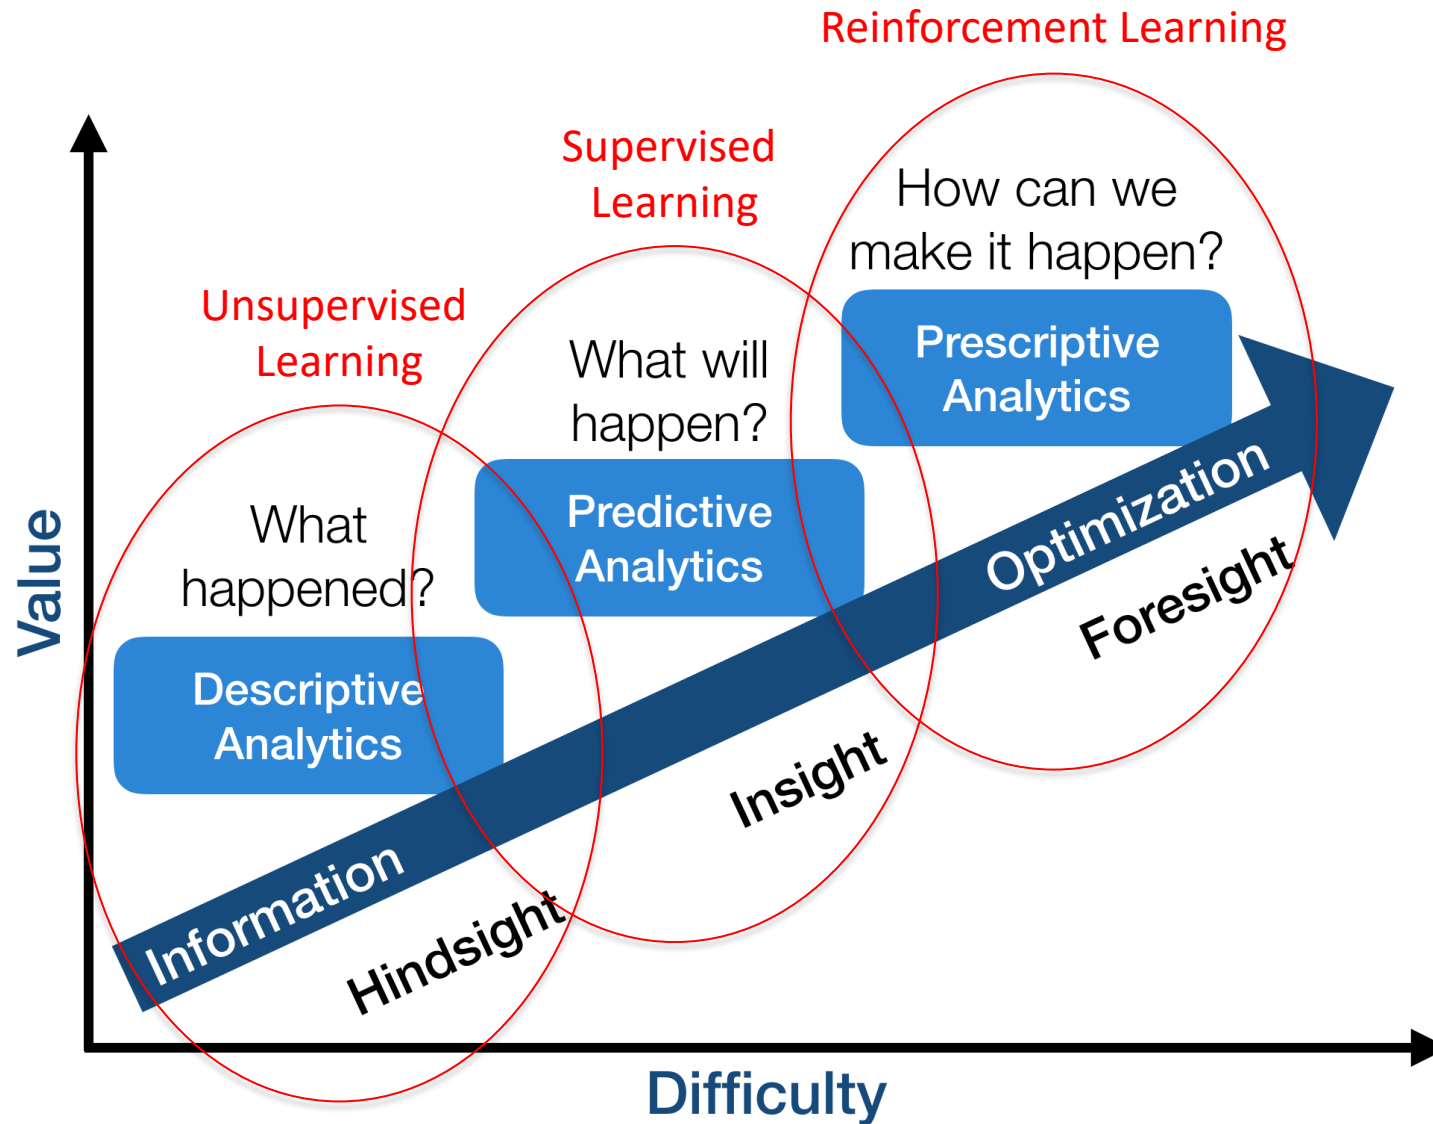 Reinforcement Learning
Supervised
Learning
How can we
make it happen?
Prescriptive
Analytics
Unsupervised
Learning
What will
happen?
Predictive
Analytics
What
happened?
Descriptive
Analytics
Value
Information
Optimization
Hindsight
Insight
Foresight
Difficulty